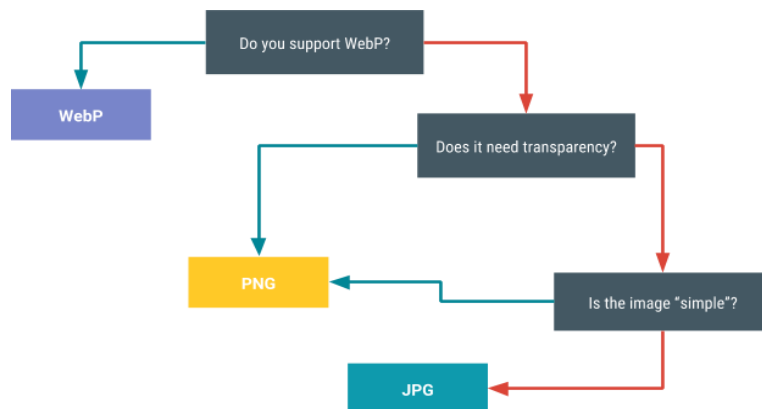 Do you support WebP?
WebP
Does it need transparency?
PNG
Is the image “simple”?
JPG